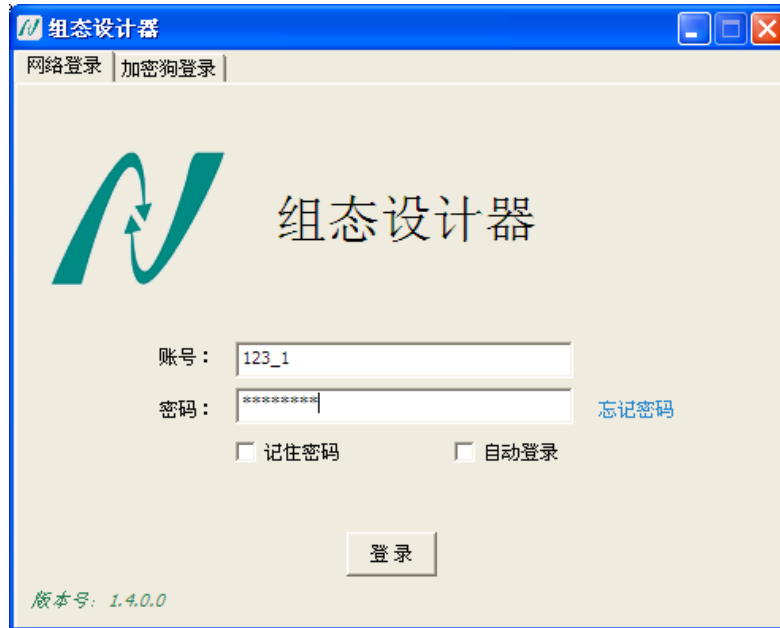 组态设计器
网络登录 加密狗登录
组态设计器
账号： 123_1
密码： ******** 忘记密码
记住密码 自动登录
登录
版本号: 1.4.0.0